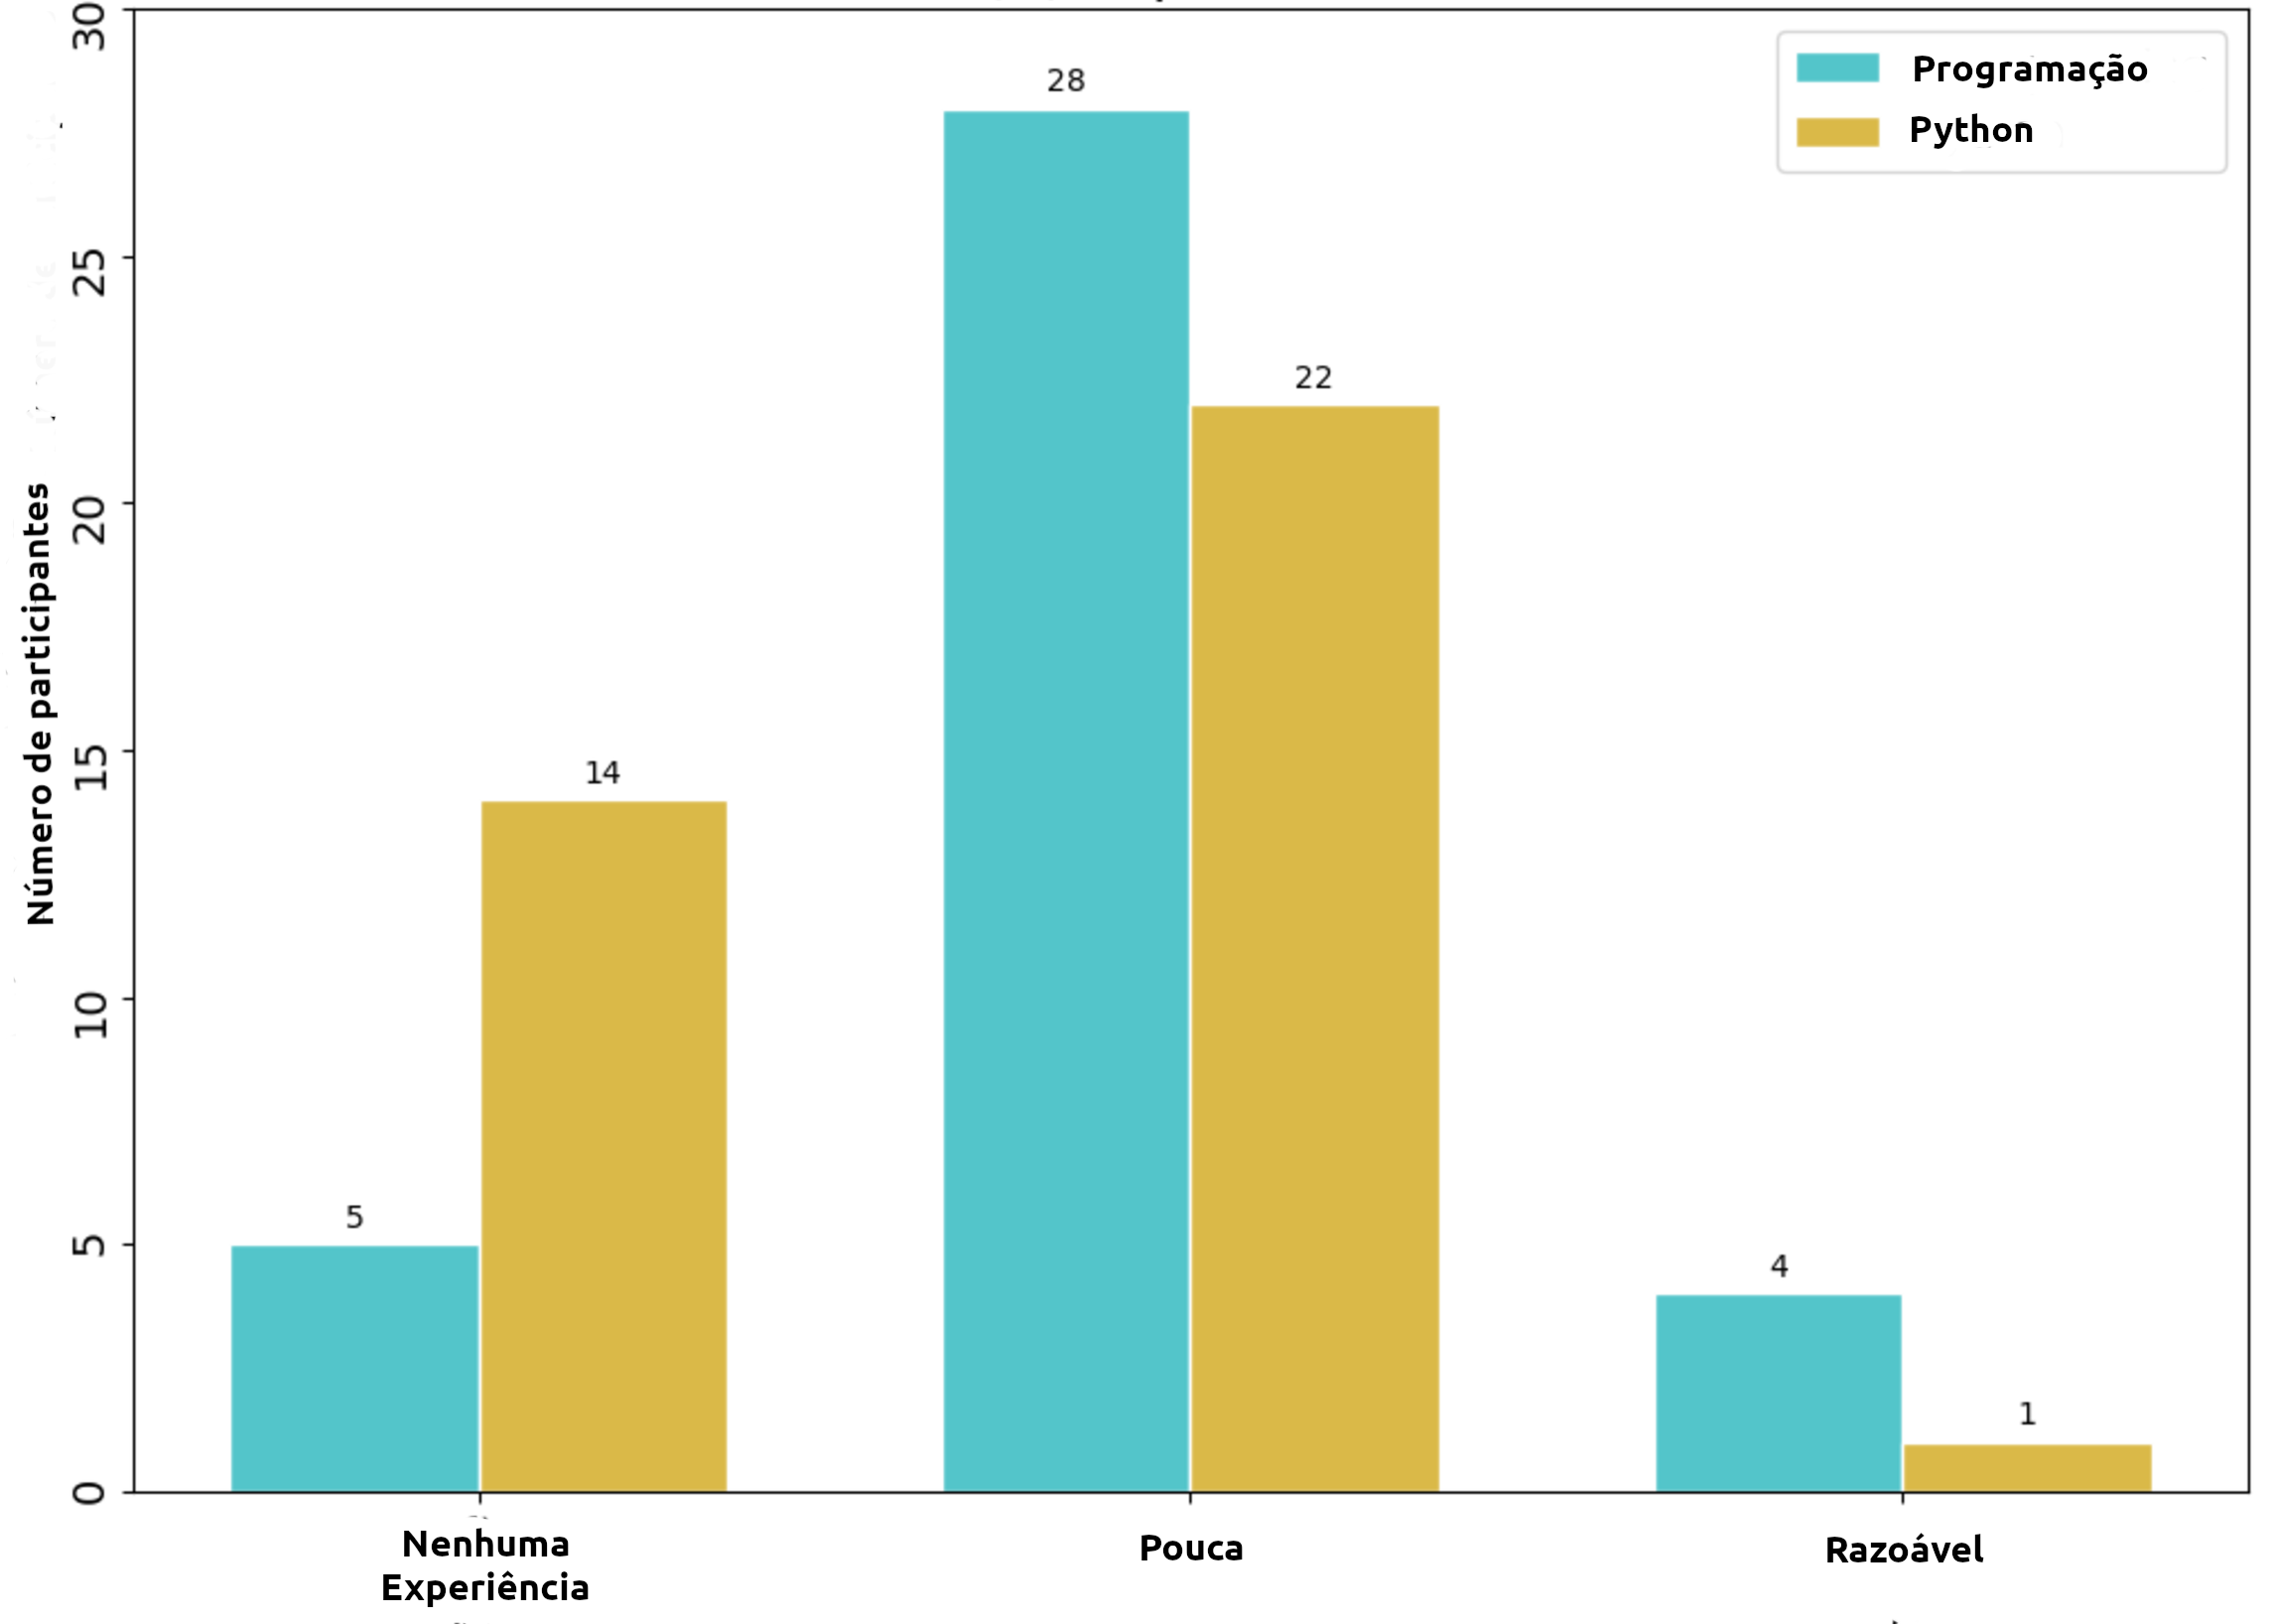 Programação
Python
Número de participantes
30
25
20
15
10
5
0
5
14
28
22
4
1
Nenhuma
Experiência
Pouca
Razoável